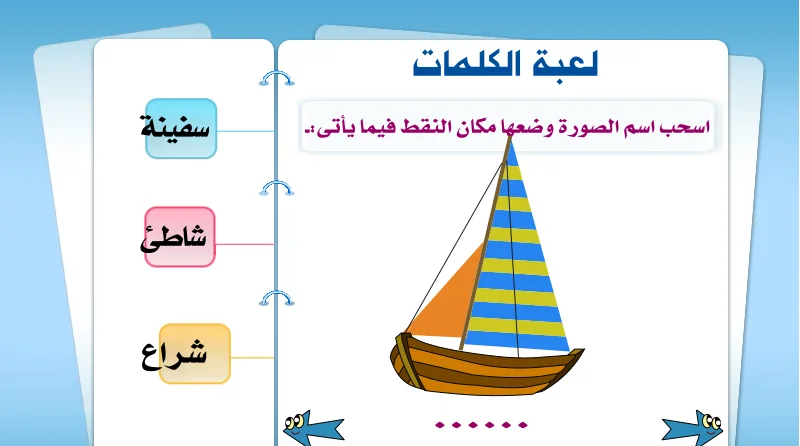 لعبة الكلمات
اسحب اسم الصورة وضعها مكان النقط فيما يأتى :ـ
سفينة
شاطئ
شراع